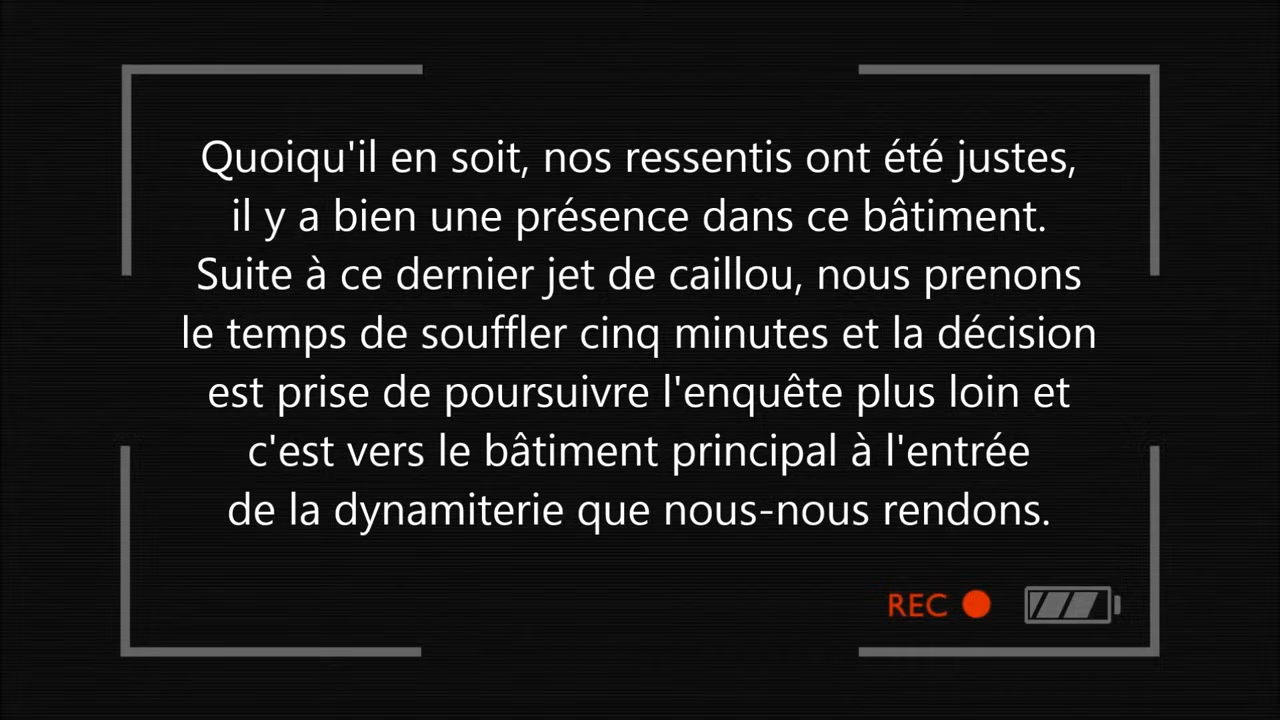 Quoiqu'il en soit, nos ressentis ont été justes,
il y a bien une présence dans ce bâtiment.
Suite à ce dernier jet de caillou, nous prenons
le temps de souffler cinq minutes et la décision
est prise de poursuivre l'enquête plus loin et
c'est vers le bâtiment principal à l'entrée
de la dynamiterie que nous-nous rendons.
REC